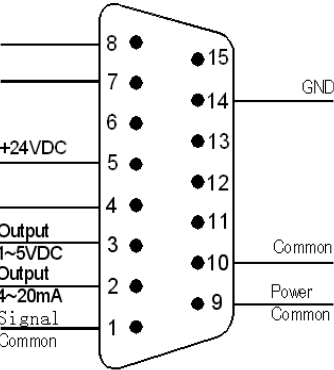 8
15
7
14
GND
6
13
+24VDC
5
12
4
11
Output
3
1~5VDC
Common
10
Output
2
4~20mA
Power
9
Signal
1
Common
Common